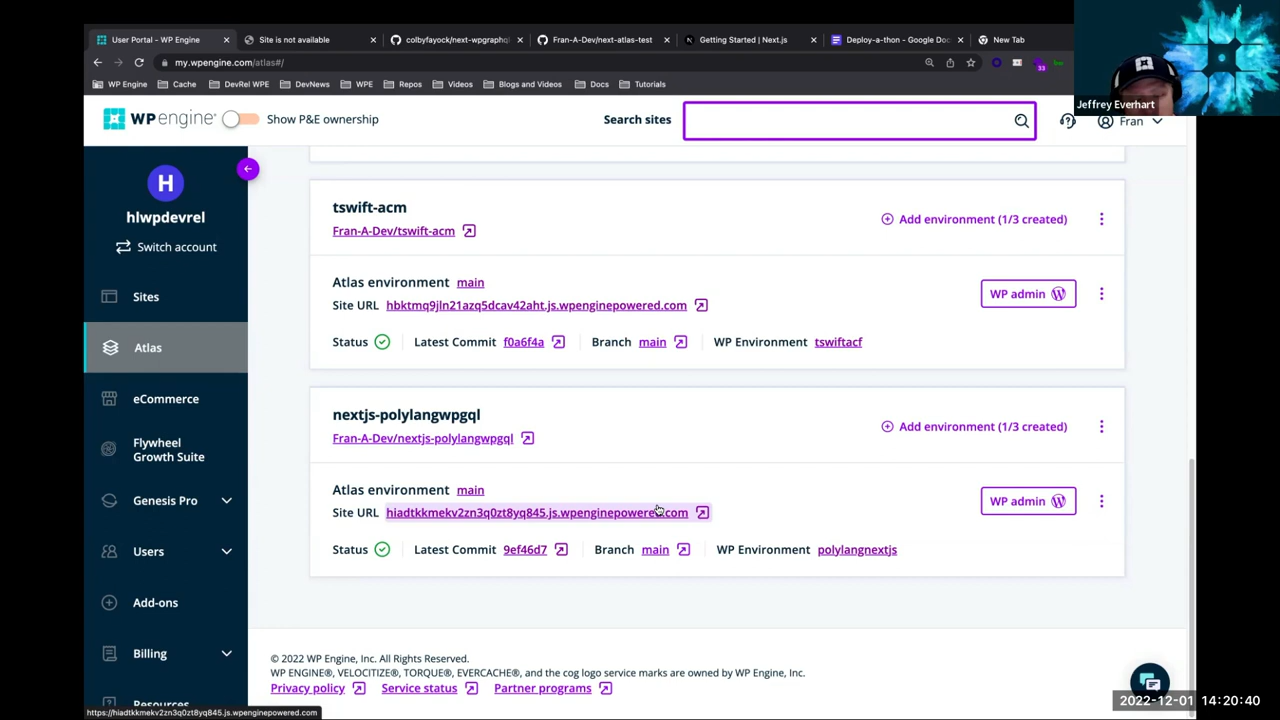 User Portal - WP Engine
Site is not available
colbyfayock/next-wpgraphq
Fran-A-Dev/next-atlas-test
Getting Started | Next.js
Deploy-a-thon - Google Doc
New Tab
my.wpengine.com/atlas#/
33
WP Engine
Cache
DevRel WPE
DevNews
WPE
Repos
Videos
Blogs and Videos
Docs
Tutorials
Jeffrey Everhart
WP engine
Show P&E ownership
Search sites
Fran
H
hlwpdevrel
Switch account
Sites
Atlas
eCommerce
Flywheel
Growth Suite
Genesis Pro
Users
Add-ons
Billing
Resources
tswift-acm
Add environment (1/3 created)
Fran-A-Dev/tswift-acm
Atlas environment main
WP admin
Site URL hbktmq9jln21azq5dcav42aht.js.wpenginepowered.com
Status Latest Commit f0a6f4a Branch main WP Environment tswiftacf
nextjs-polylangwpgql
Add environment (1/3 created)
Fran-A-Dev/nextjs-polylangwpgql
Atlas environment main
WP admin
Site URL hiadtkkmekv2zn3q0zt8yq845.js.wpenginepowered.com
Status Latest Commit 9ef46d7 Branch main WP Environment polylangnextjs
© 2022 WP Engine, Inc. All Rights Reserved.
WP ENGINE®, VELOCITIZE®, TORQUE®, EVERCACHE®, and the cog logo service marks are owned by WP Engine, Inc.
Privacy policy Service status Partner programs
2022-12-01 14:20:40
https://hiadtkkmekv2zn3q0zt8yq845.js.wpenginepowered.com